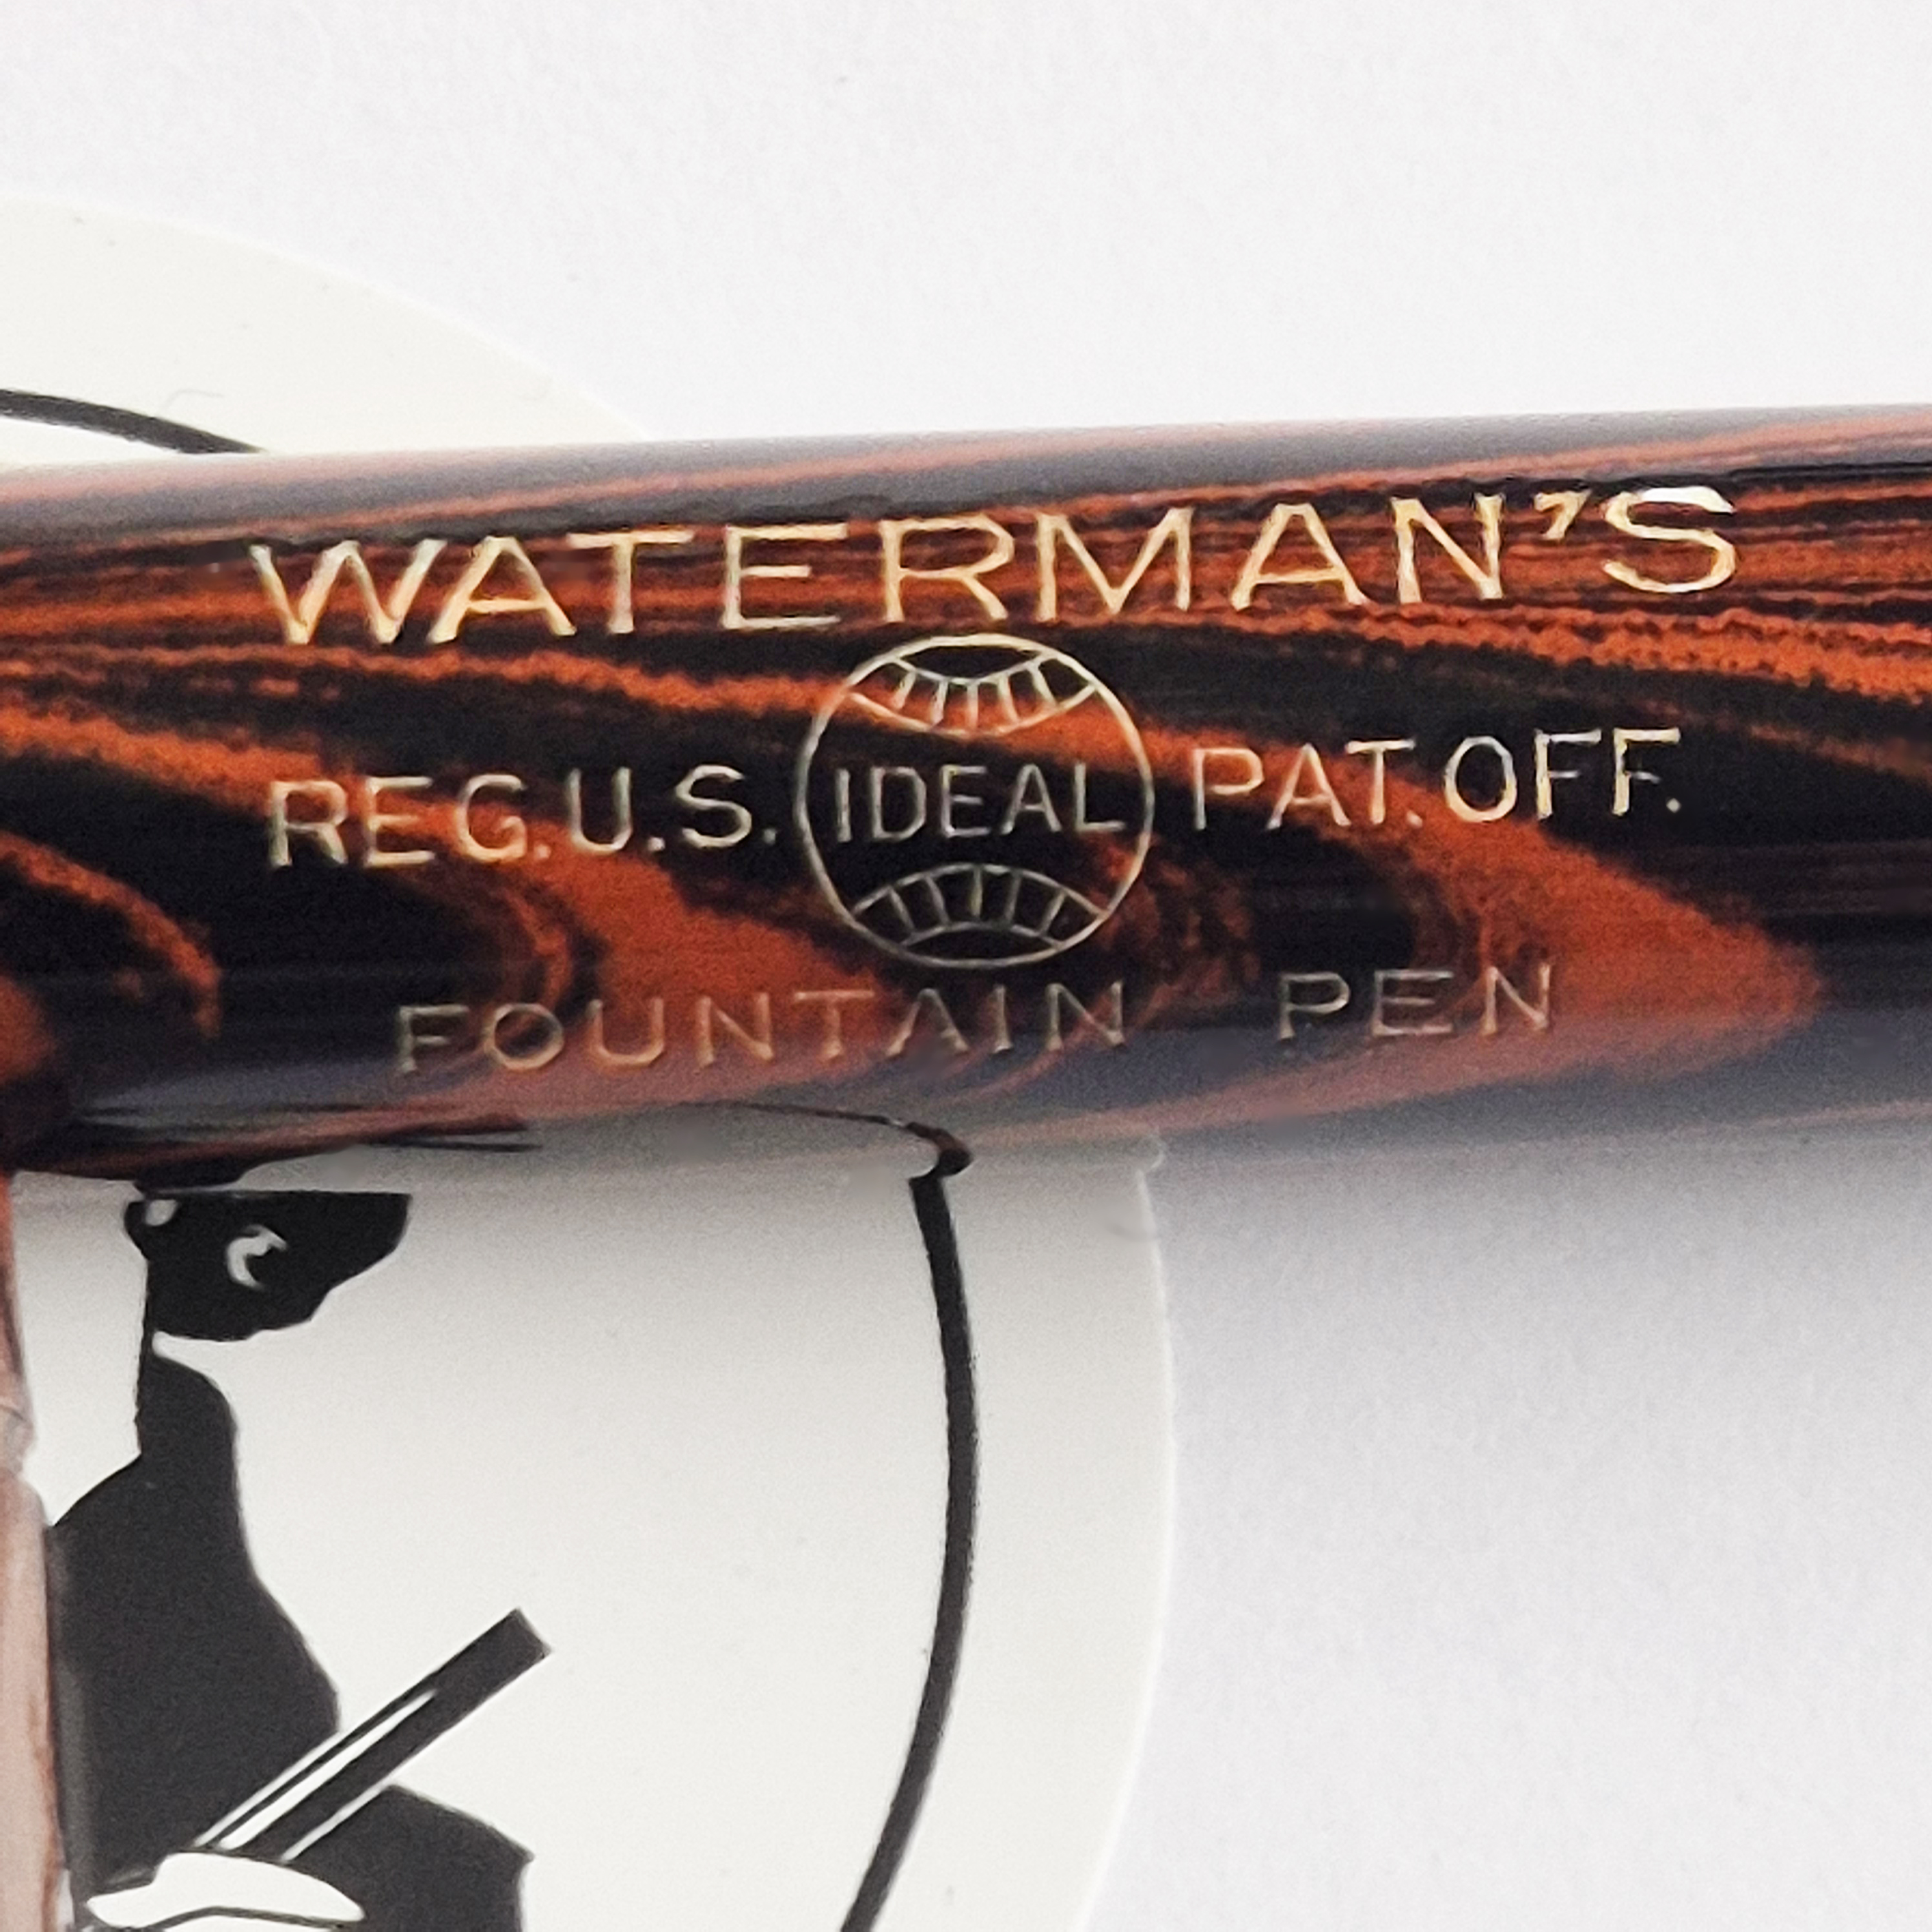 WATERMAN'S
REG.U.S. IDEAL PAT.OFF.
FOUNTAIN PEN